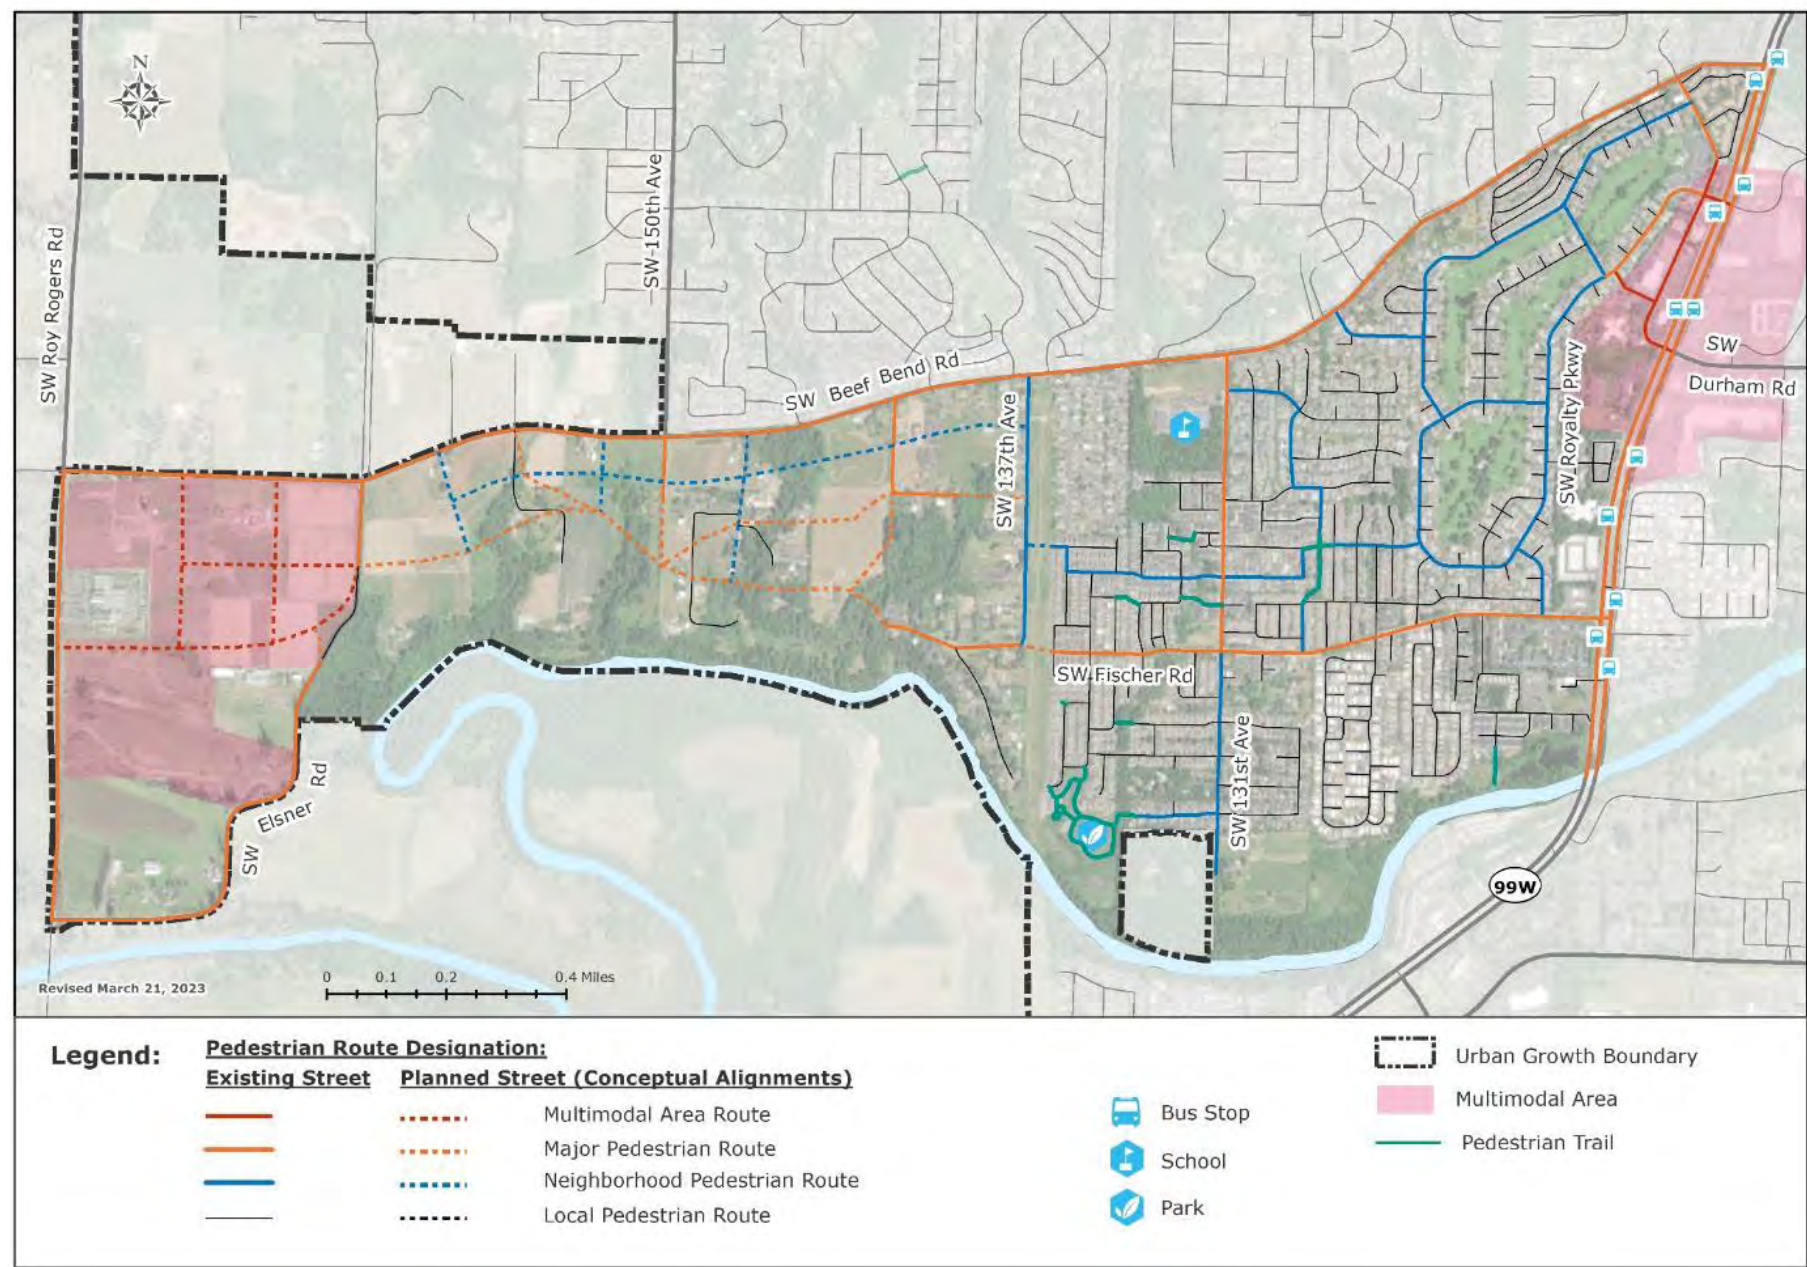 N
SW Roy Rogers Rd
SW 150th Ave
SW Beef Bend Rd
SW 137th Ave
SW Royalty Pkwy
SW
Durham Rd
SW Fischer Rd
SW 131st Ave
SW Elsner Rd
99W
Revised March 21, 2023
0 0.1 0.2 0.4 Miles
Legend:
Pedestrian Route Designation:
Existing Street Planned Street (Conceptual Alignments)
Multimodal Area Route
Major Pedestrian Route
Neighborhood Pedestrian Route
Local Pedestrian Route
Bus Stop
School
Park
Urban Growth Boundary
Multimodal Area
Pedestrian Trail